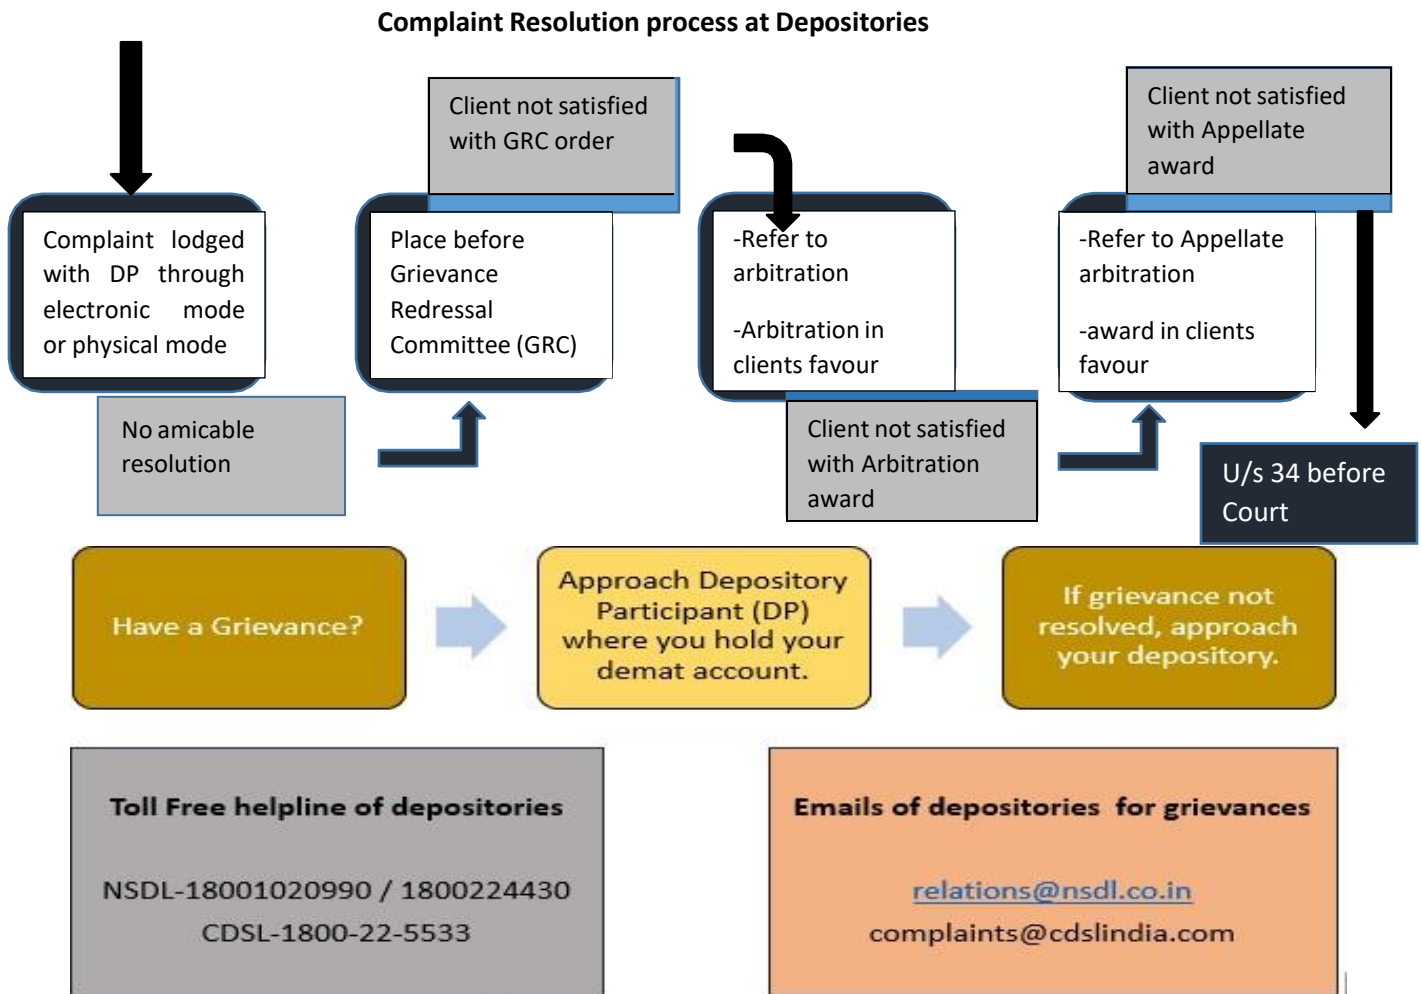 Complaint Resolution process at Depositories
Client not satisfied
with GRC order
Client not satisfied
with Appellate
award
Complaint lodged
with DP through
electronic mode
or physical mode
Place before
Grievance
Redressal
Committee (GRC)
-Refer to
arbitration
-Arbitration in
clients favour
-Refer to Appellate
arbitration
-award in clients
favour
No amicable
resolution
Client not satisfied
with Arbitration
award
U/s 34 before
Court
Have a Grievance?
Approach Depository
Participant (DP)
where you hold your
demat account.
If grievance not
resolved, approach
your depository.
Toll Free helpline of depositories
NSDL-18001020990 / 1800224430
CDSL-1800-22-5533
Emails of depositories for grievances
relations@nsdl.co.in
complaints@cdslindia.com